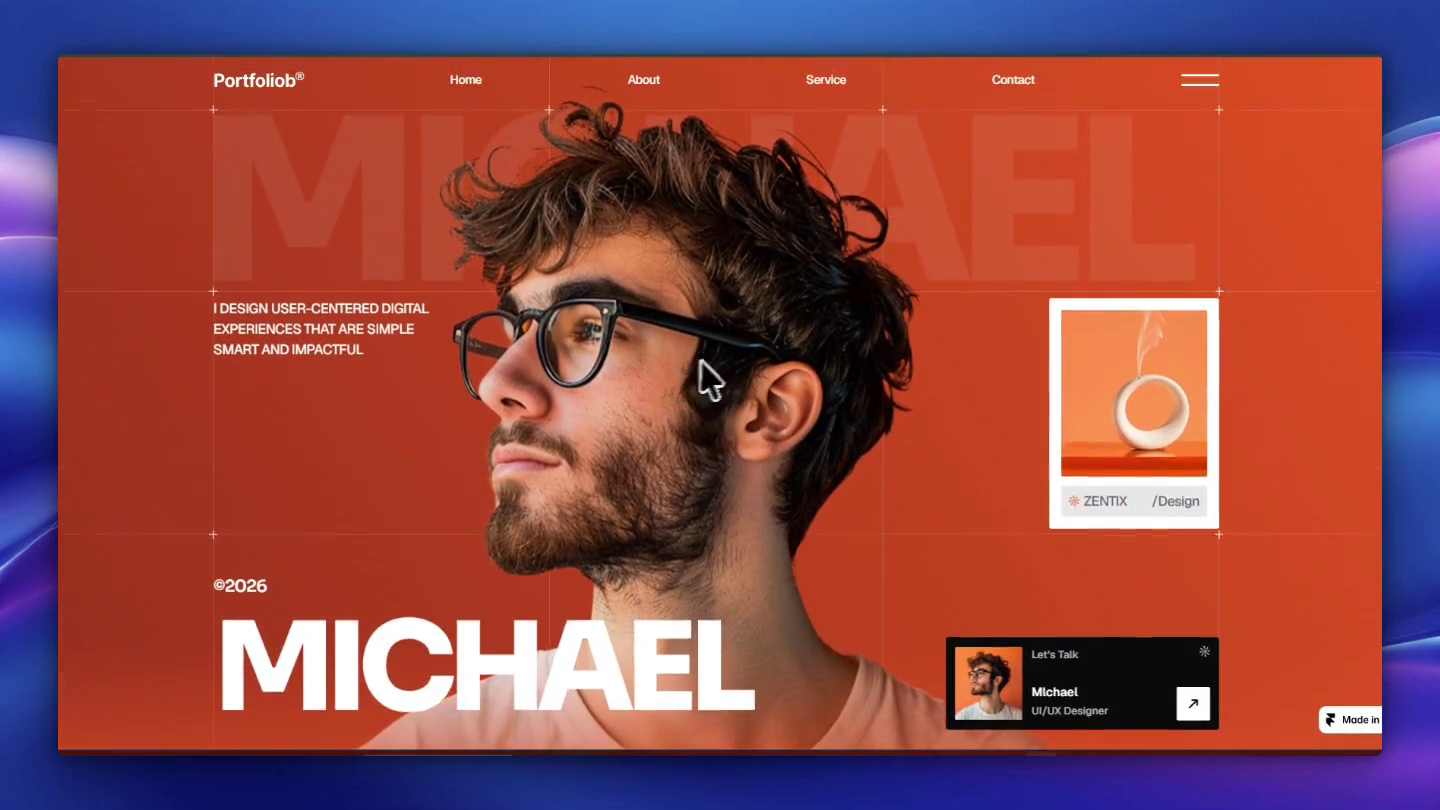 Portfoliob®
Home
About
Service
Contact
MICHAEL
I DESIGN USER-CENTERED DIGITAL
EXPERIENCES THAT ARE SIMPLE
SMART AND IMPACTFUL
ZENTIX /Design
©2026
MICHAEL
Let's Talk
Michael
UI/UX Designer
Made in